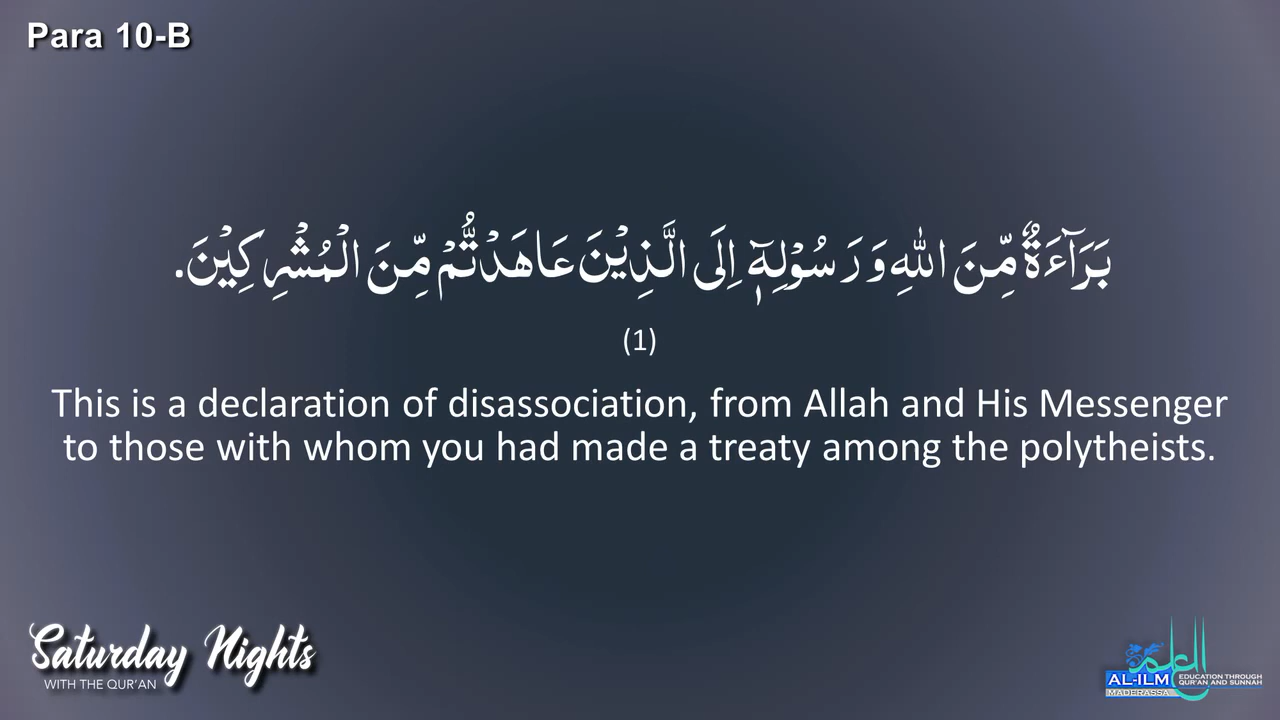 Para 10-B
بَرَآءَةٌ مِّنَ اللّٰهِ وَرَسُوْلِهٖۤ اِلَى الَّذِيْنَ عَاهَدْتُّمْ مِّنَ الْمُشْرِكِيْنَ.
(1)
This is a declaration of disassociation, from Allah and His Messenger
to those with whom you had made a treaty among the polytheists.
Saturday Nights
WITH THE QUR'AN
العلم
AL-ILM
MADERASSA
EDUCATION THROUGH
QUR'AN AND SUNNAH